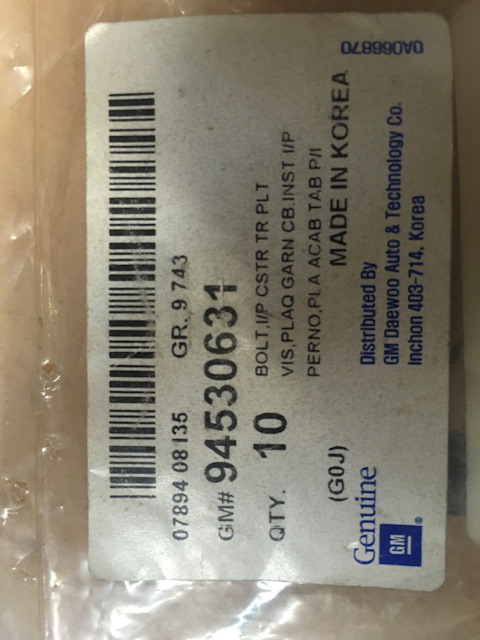 07894 08135 GR. 9 743
GM# 94530631
QTY. 10
BOLT,I/P CSTR TR PLT
VIS,PLAQ GARN CB.INST I/P
PERNO,PLA ACAB TAB P/I
(G0J) MADE IN KOREA
Genuine
GM
®
Distributed By
GM Daewoo Auto & Technology Co.
Inchon 403-714, Korea
0A066870